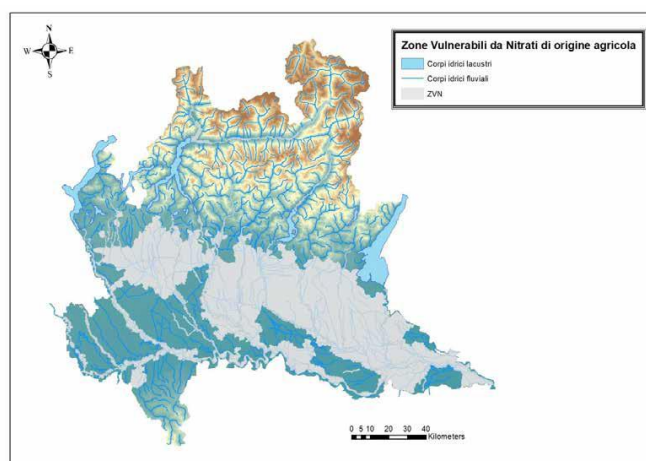 N
W E
S
Zone Vulnerabili da Nitrati di origine agricola
Corpi idrici lacustri
Corpi idrici fluviali
ZVN
0 5 10 20 30 40
Kilometers